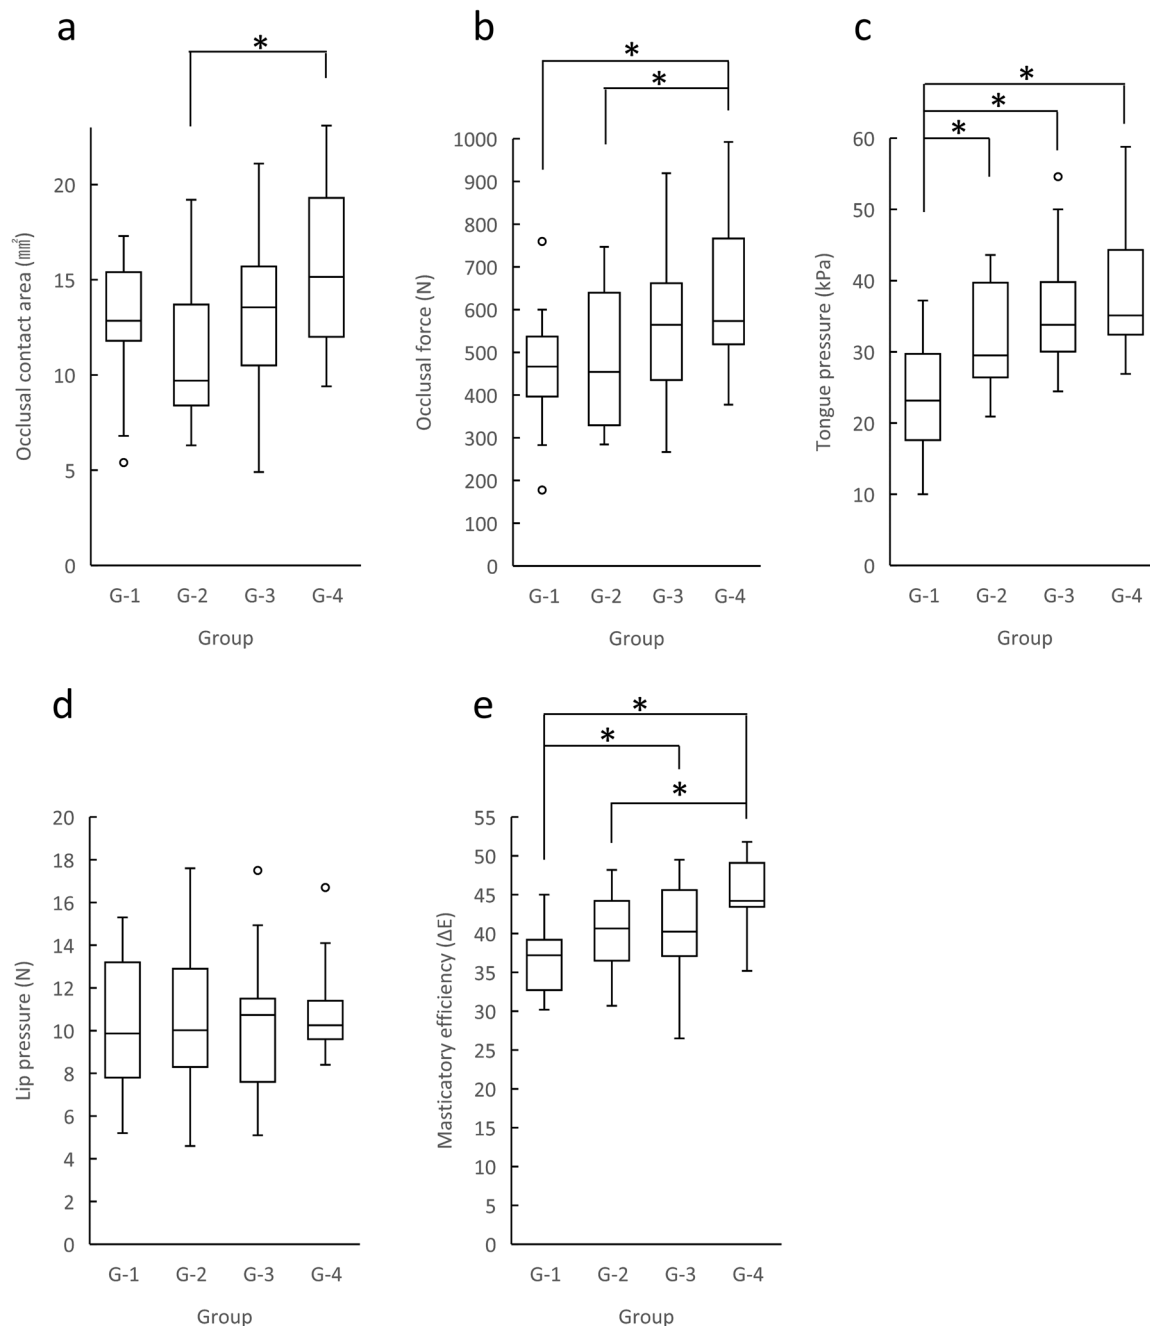 a
*
Occlusal contact area (㎟)
20
15
10
5
0
G-1 G-2 G-3 G-4
Group
b
*
*
Occlusal force (N)
1000
900
800
700
600
500
400
300
200
100
0
G-1 G-2 G-3 G-4
Group
c
*
*
*
Tongue pressure (kPa)
60
50
40
30
20
10
0
G-1 G-2 G-3 G-4
Group
d
Lip pressure (N)
20
18
16
14
12
10
8
6
4
2
0
G-1 G-2 G-3 G-4
Group
e
*
*
*
Masticatory efficiency (ΔE)
55
50
45
40
35
30
25
20
15
10
5
0
G-1 G-2 G-3 G-4
Group